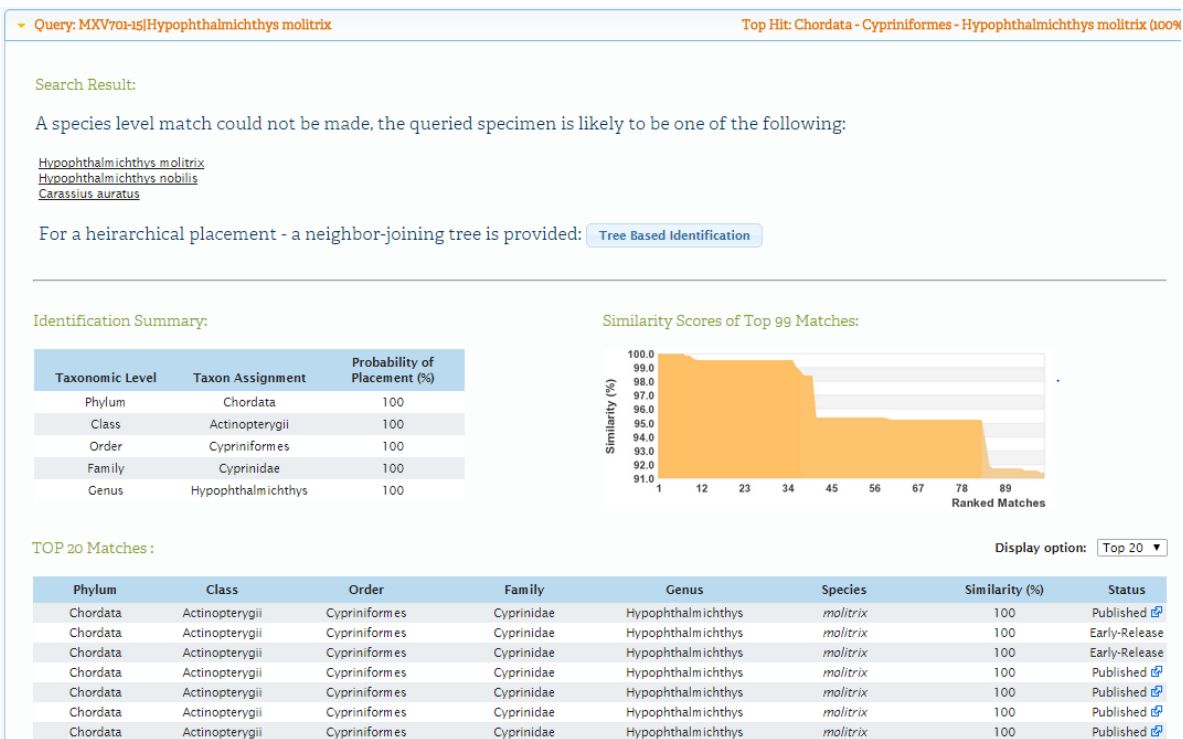 Query: MXV701-15|Hypophthalmichthys molitrix Top Hit: Chordata - Cypriniformes - Hypophthalmichthys molitrix (100%
Search Result:
A species level match could not be made, the queried specimen is likely to be one of the following:
Hypophthalmichthys molitrix
Hypophthalmichthys nobilis
Carassius auratus
For a heirarchical placement - a neighbor-joining tree is provided: Tree Based Identification
Identification Summary:
Taxonomic Level Taxon Assignment Probability of Placement (%)
Phylum Chordata 100
Class Actinopterygii 100
Order Cypriniformes 100
Family Cyprinidae 100
Genus Hypophthalmichthys 100
Similarity Scores of Top 99 Matches:
Similarity (%)
100.0
99.0
98.0
97.0
96.0
95.0
94.0
93.0
92.0
91.0
1 12 23 34 45 56 67 78 89
Ranked Matches
TOP 20 Matches : Display option: Top 20
Phylum Class Order Family Genus Species Similarity (%) Status
Chordata Actinopterygii Cypriniformes Cyprinidae Hypophthalmichthys molitrix 100 Published
Chordata Actinopterygii Cypriniformes Cyprinidae Hypophthalmichthys molitrix 100 Early-Release
Chordata Actinopterygii Cypriniformes Cyprinidae Hypophthalmichthys molitrix 100 Early-Release
Chordata Actinopterygii Cypriniformes Cyprinidae Hypophthalmichthys molitrix 100 Published
Chordata Actinopterygii Cypriniformes Cyprinidae Hypophthalmichthys molitrix 100 Published
Chordata Actinopterygii Cypriniformes Cyprinidae Hypophthalmichthys molitrix 100 Published
Chordata Actinopterygii Cypriniformes Cyprinidae Hypophthalmichthys molitrix 100 Published